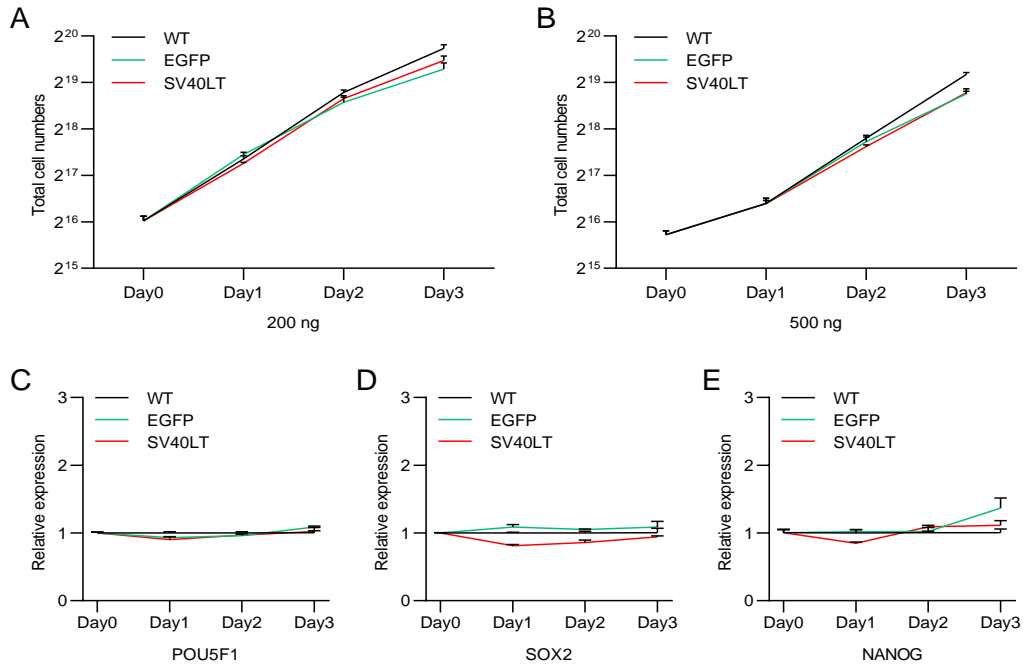 A
2^20
2^19
2^18
2^17
2^16
2^15
Total cell numbers
WT
EGFP
SV40LT
Day0 Day1 Day2 Day3
200 ng
B
2^20
2^19
2^18
2^17
2^16
2^15
Total cell numbers
WT
EGFP
SV40LT
Day0 Day1 Day2 Day3
500 ng
C
3
2
1
0
Relative expression
WT
EGFP
SV40LT
Day0 Day1 Day2 Day3
POU5F1
D
3
2
1
0
Relative expression
WT
EGFP
SV40LT
Day0 Day1 Day2 Day3
SOX2
E
3
2
1
0
Relative expression
WT
EGFP
SV40LT
Day0 Day1 Day2 Day3
NANOG